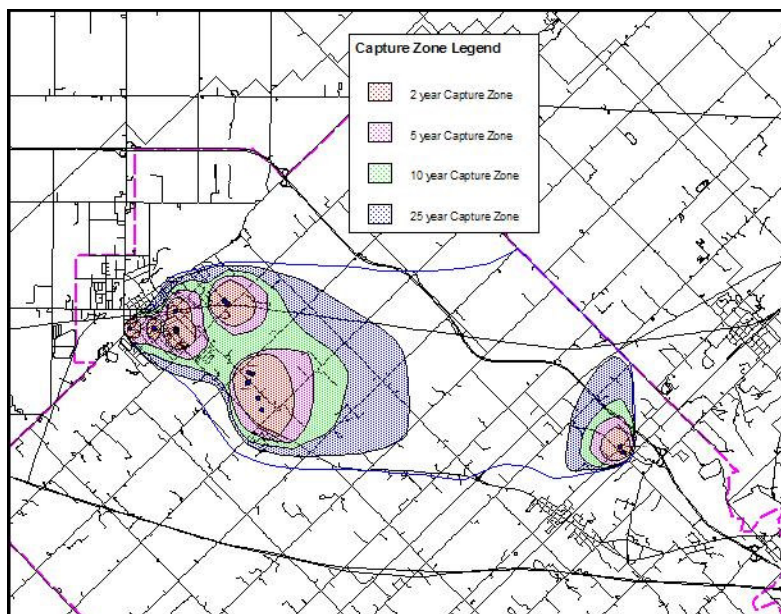 Capture Zone Legend
2 year Capture Zone
5 year Capture Zone
10 year Capture Zone
25 year Capture Zone